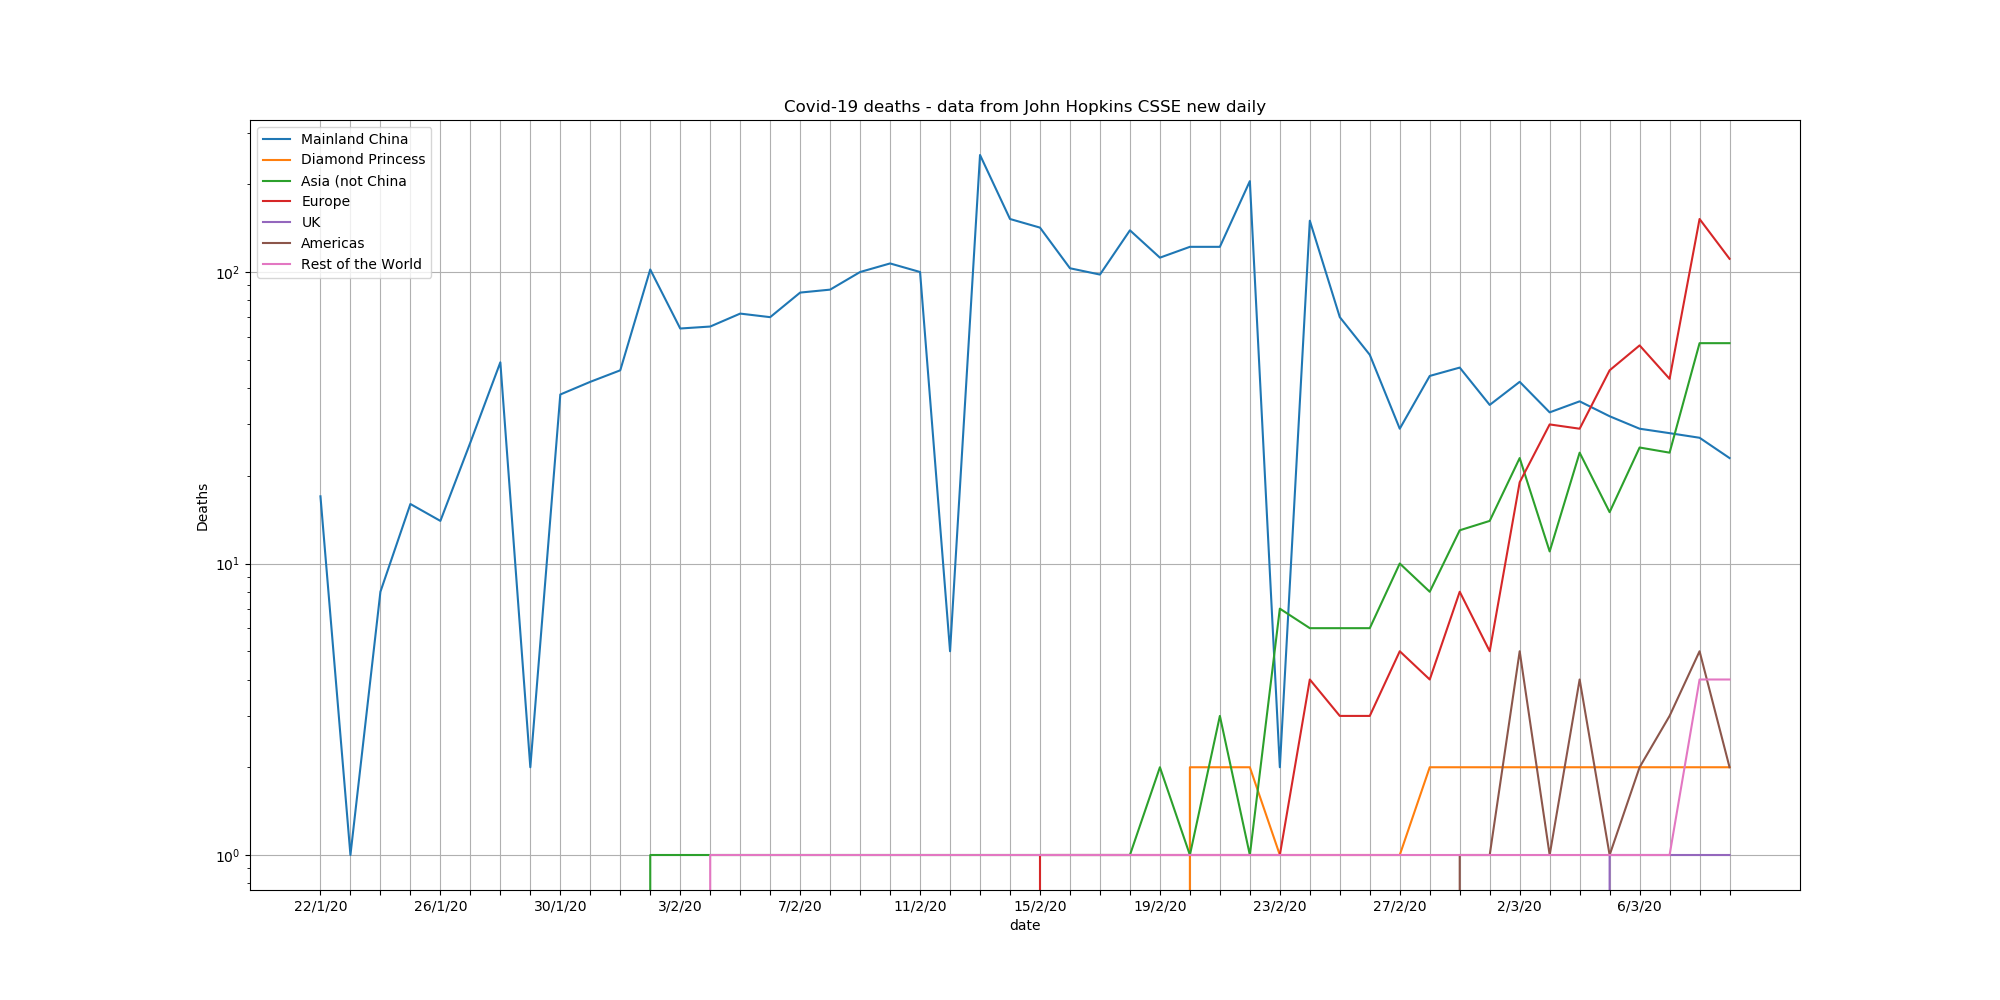 Covid-19 deaths - data from John Hopkins CSSE new daily
Mainland China
Diamond Princess
Asia (not China
Europe
UK
Americas
Rest of the World
Deaths
10²
10¹
10⁰
22/1/20 26/1/20 30/1/20 3/2/20 7/2/20 11/2/20 15/2/20 19/2/20 23/2/20 27/2/20 2/3/20 6/3/20
date